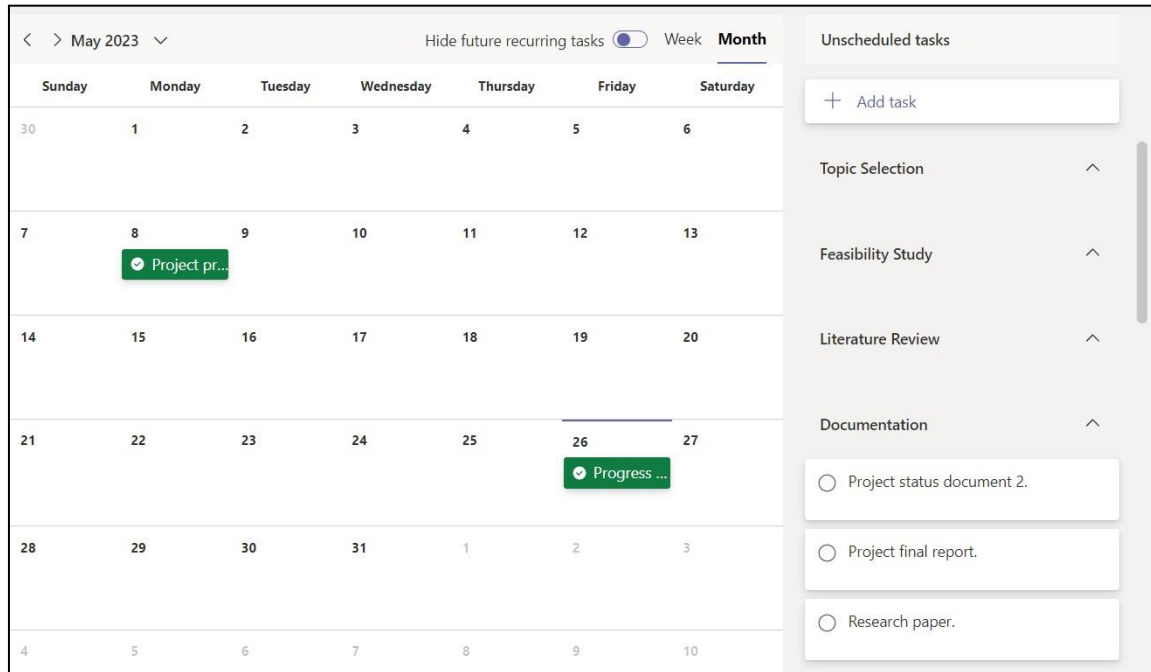 May 2023
Hide future recurring tasks
Week
Month
Sunday Monday Tuesday Wednesday Thursday Friday Saturday
30 1 2 3 4 5 6
7 8 9 10 11 12 13
Project pr...
14 15 16 17 18 19 20
21 22 23 24 25 26 27
Progress ...
28 29 30 31 1 2 3
4 5 6 7 8 9 10
Unscheduled tasks
+ Add task
Topic Selection
Feasibility Study
Literature Review
Documentation
Project status document 2.
Project final report.
Research paper.